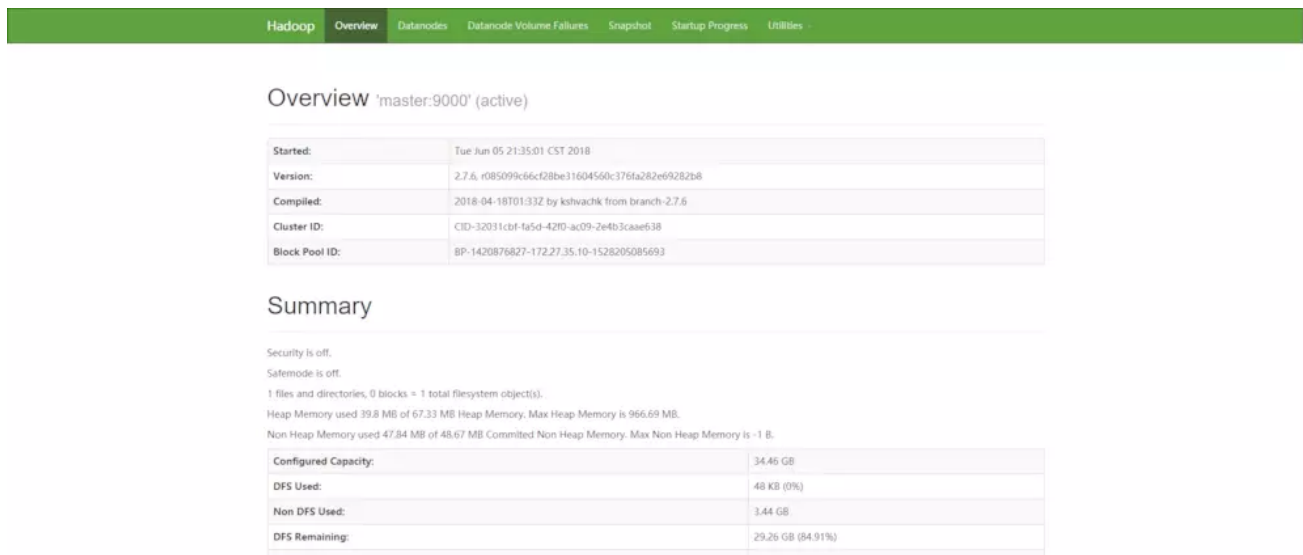 Hadoop Overview Datanodes Datanode Volume Failures Snapshot Startup Progress Utilities
Overview 'master:9000' (active)
Started: Tue Jun 05 21:35:01 CST 2018
Version: 2.7.6, r085099c66cf28be31604560c376fa282e69282b8
Compiled: 2018-04-18T01:33Z by kshvachk from branch-2.7.6
Cluster ID: CID-32031cbf-fa5d-42f0-ac09-2e4b3caae638
Block Pool ID: BP-1420876827-172.27.35.10-1528205085693
Summary
Security is off.
Safemode is off.
1 files and directories, 0 blocks = 1 total filesystem object(s).
Heap Memory used 39.8 MB of 67.33 MB Heap Memory. Max Heap Memory is 966.69 MB.
Non Heap Memory used 47.84 MB of 48.67 MB Commited Non Heap Memory. Max Non Heap Memory is -1 B.
Configured Capacity: 34.46 GB
DFS Used: 48 KB (0%)
Non DFS Used: 3.44 GB
DFS Remaining: 29.26 GB (84.91%)